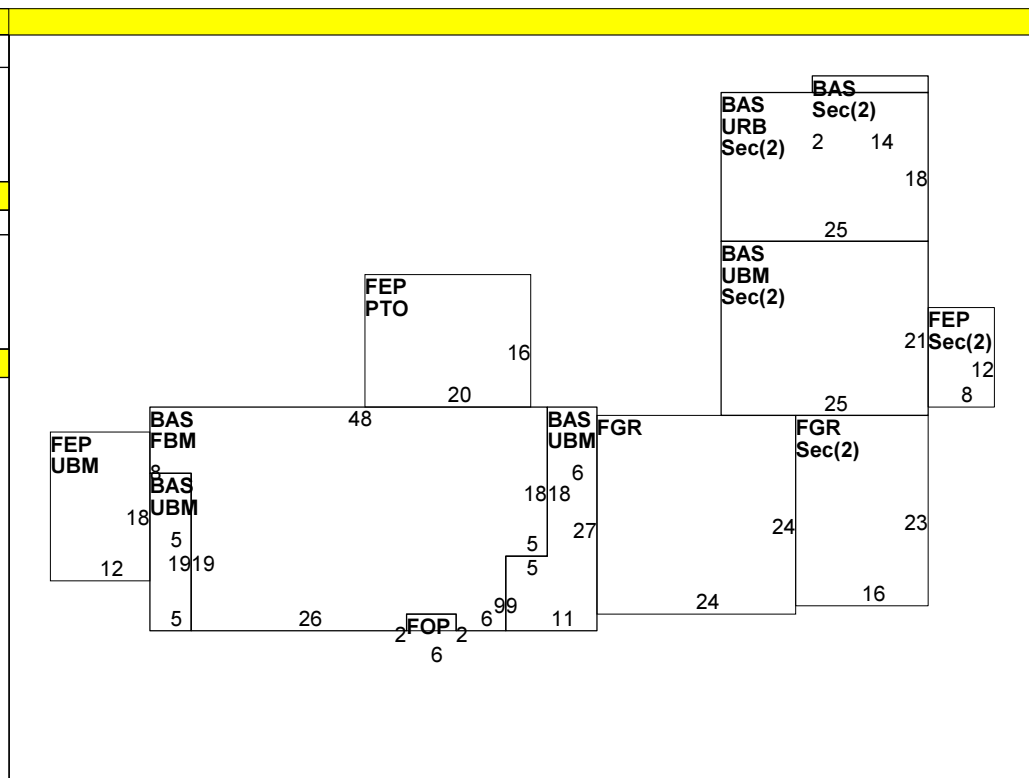 BAS
Sec(2)
2 14
BAS
URB
Sec(2)
18
25
BAS
UBM
Sec(2)
21
25
FEP
Sec(2)
12
8
FEP
PTO
16
20
48
BAS
FBM
8
BAS
UBM
5
19 19
5
FEP
UBM
18
12
BAS
UBM
6
18 18
27
5
5
9 9
26
2 FOP 2
6
6
11
FGR
24
24
FGR
Sec(2)
23
16